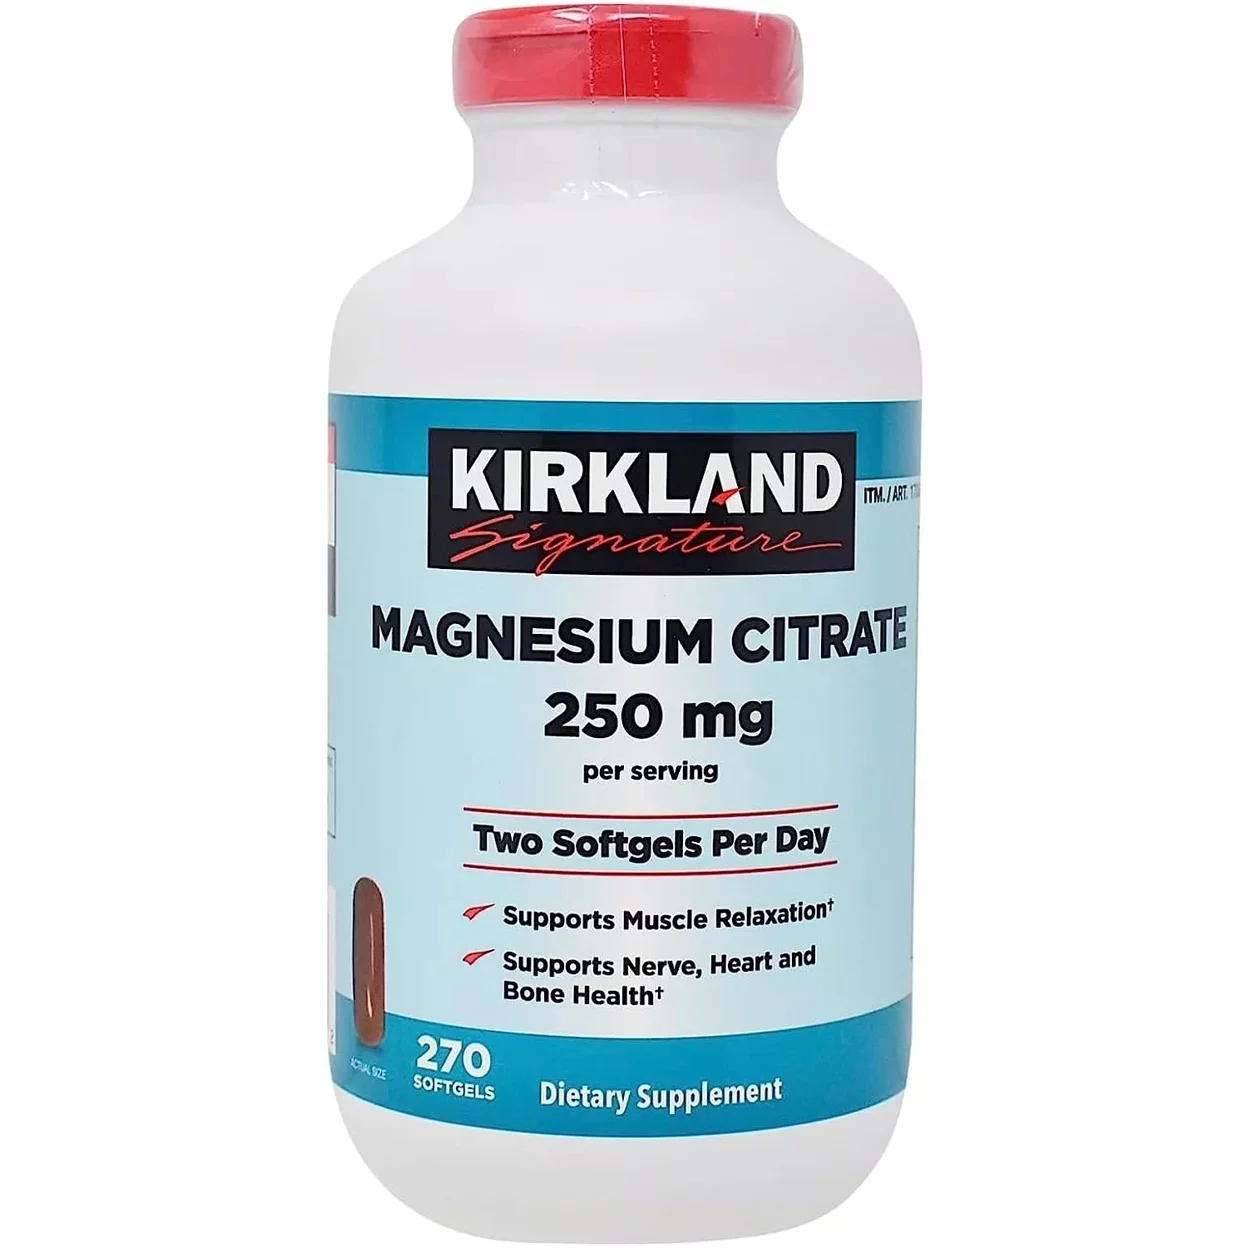 KIRKLAND
Signature
ITM. / ART.
MAGNESIUM CITRATE
250 mg
per serving
Two Softgels Per Day
Supports Muscle Relaxation†
Supports Nerve, Heart and
Bone Health†
ACTUAL SIZE
270
SOFTGELS
Dietary Supplement